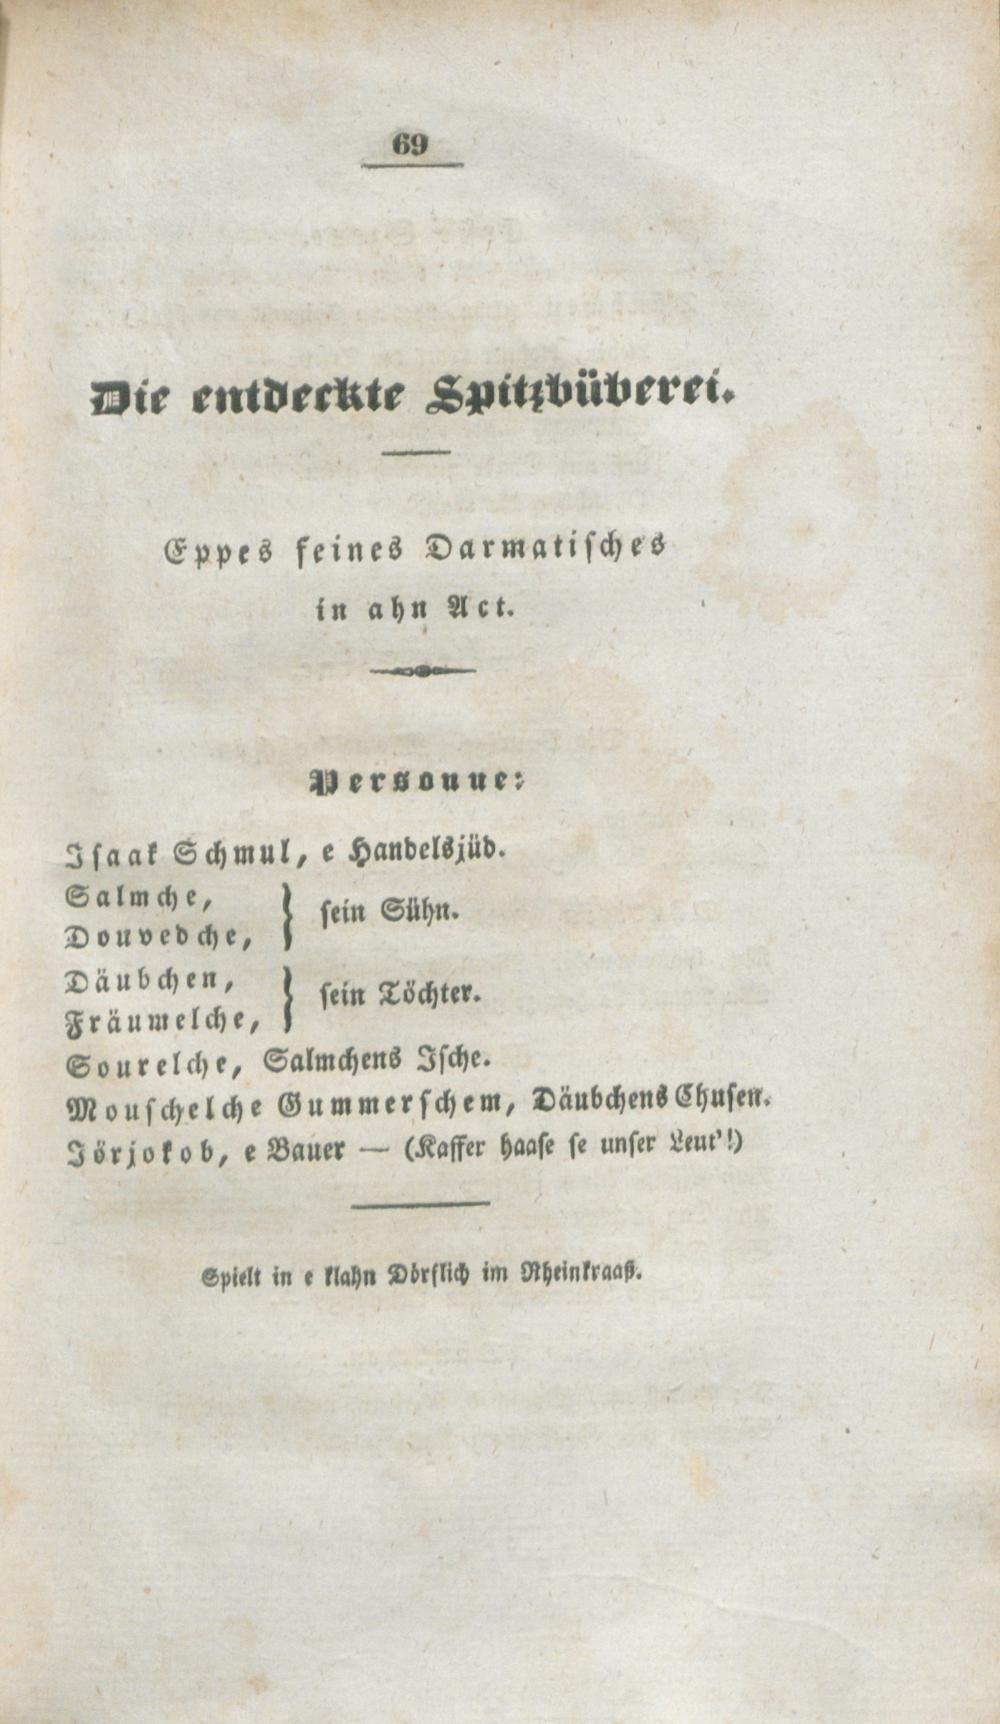 69
Die entdeckte Spitzbüberei.
Eppes feines Darmatisches
in ahn Act.
Personne:
Isaak Schmul, e Handelsjüd.
Salmche,
Douvedche, } sein Sühn.
Däubchen,
Fräumelche, } sein Töchter.
Sourelche, Salmchens Ische.
Mouschelche Gummerschem, Däubchens Chusen.
Jörjokob, e Bauer — (Kaffer haase se unser Leut'!)
Spielt in e klahn Dörflich im Rheinkraaß.